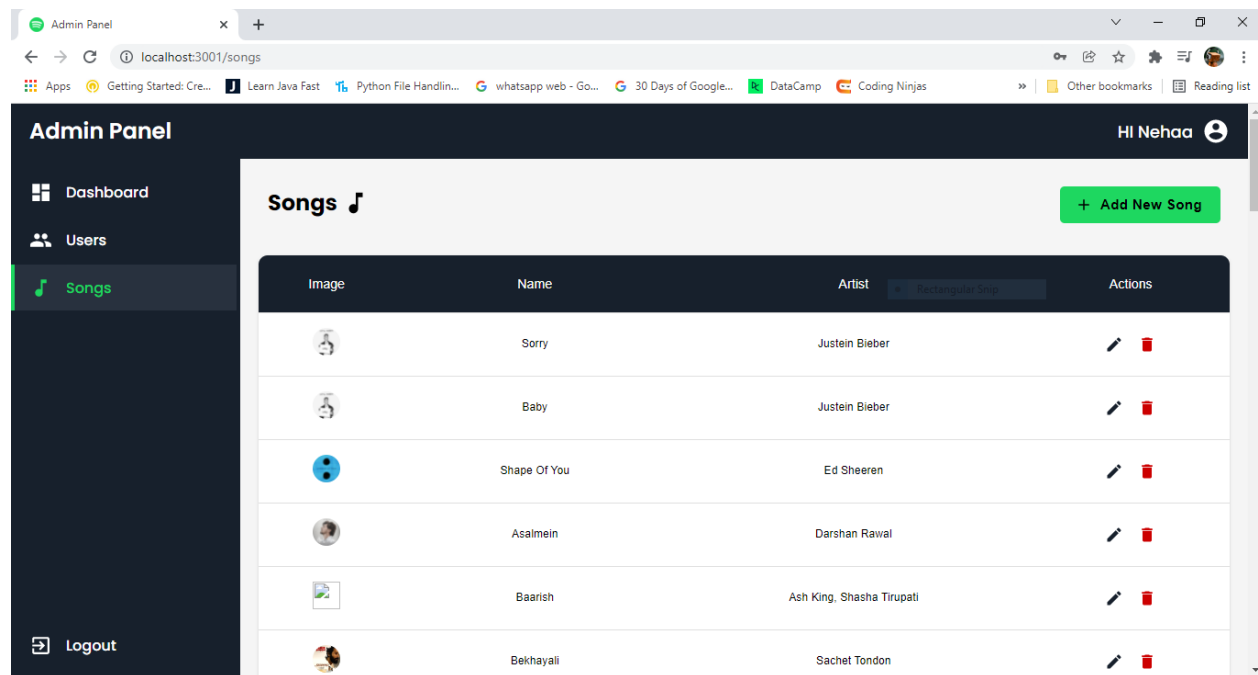 Admin Panel
localhost:3001/songs
Apps Getting Started: Cre... Learn Java Fast Python File Handlin... whatsapp web - Go... 30 Days of Google... DataCamp Coding Ninjas » Other bookmarks Reading list
Admin Panel HI Nehaa
Dashboard
Users
Songs
Logout
Songs + Add New Song
Image Name Artist Actions
Rectangular Snip
Sorry Justein Bieber
Baby Justein Bieber
Shape Of You Ed Sheeren
Asalmein Darshan Rawal
Baarish Ash King, Shasha Tirupati
Bekhayali Sachet Tondon